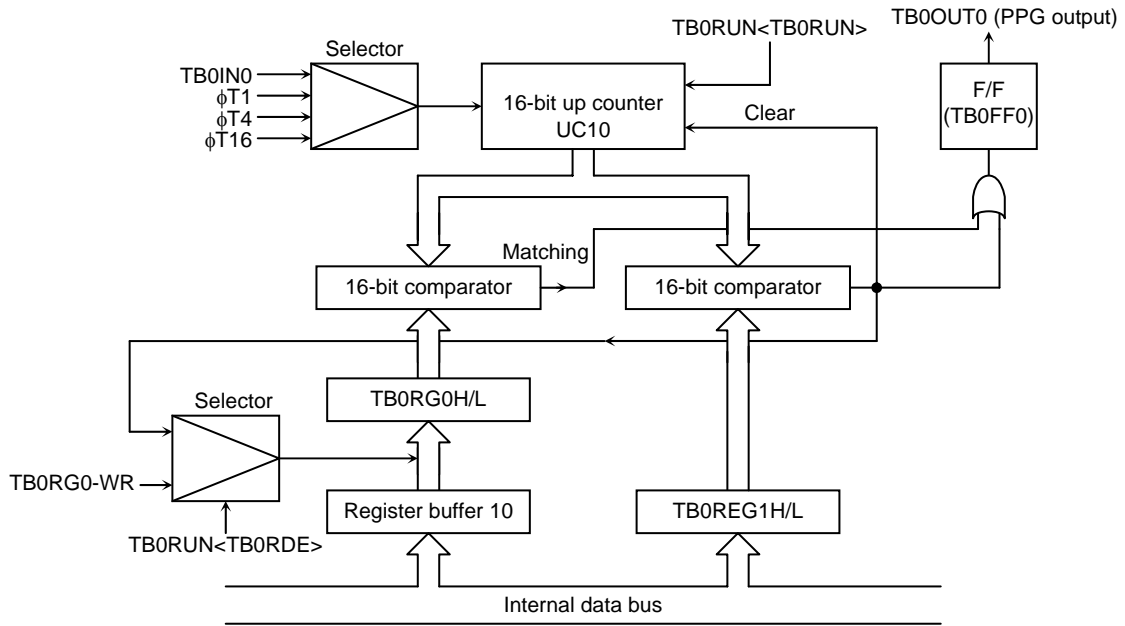 TB0OUT0 (PPG output)
TB0RUN<TB0RUN>
Selector
TB0IN0
ϕT1
ϕT4
ϕT16
16-bit up counter
UC10
F/F
(TB0FF0)
Clear
Matching
16-bit comparator
16-bit comparator
TB0RG0H/L
Selector
TB0RG0-WR
Register buffer 10
TB0REG1H/L
TB0RUN<TB0RDE>
Internal data bus